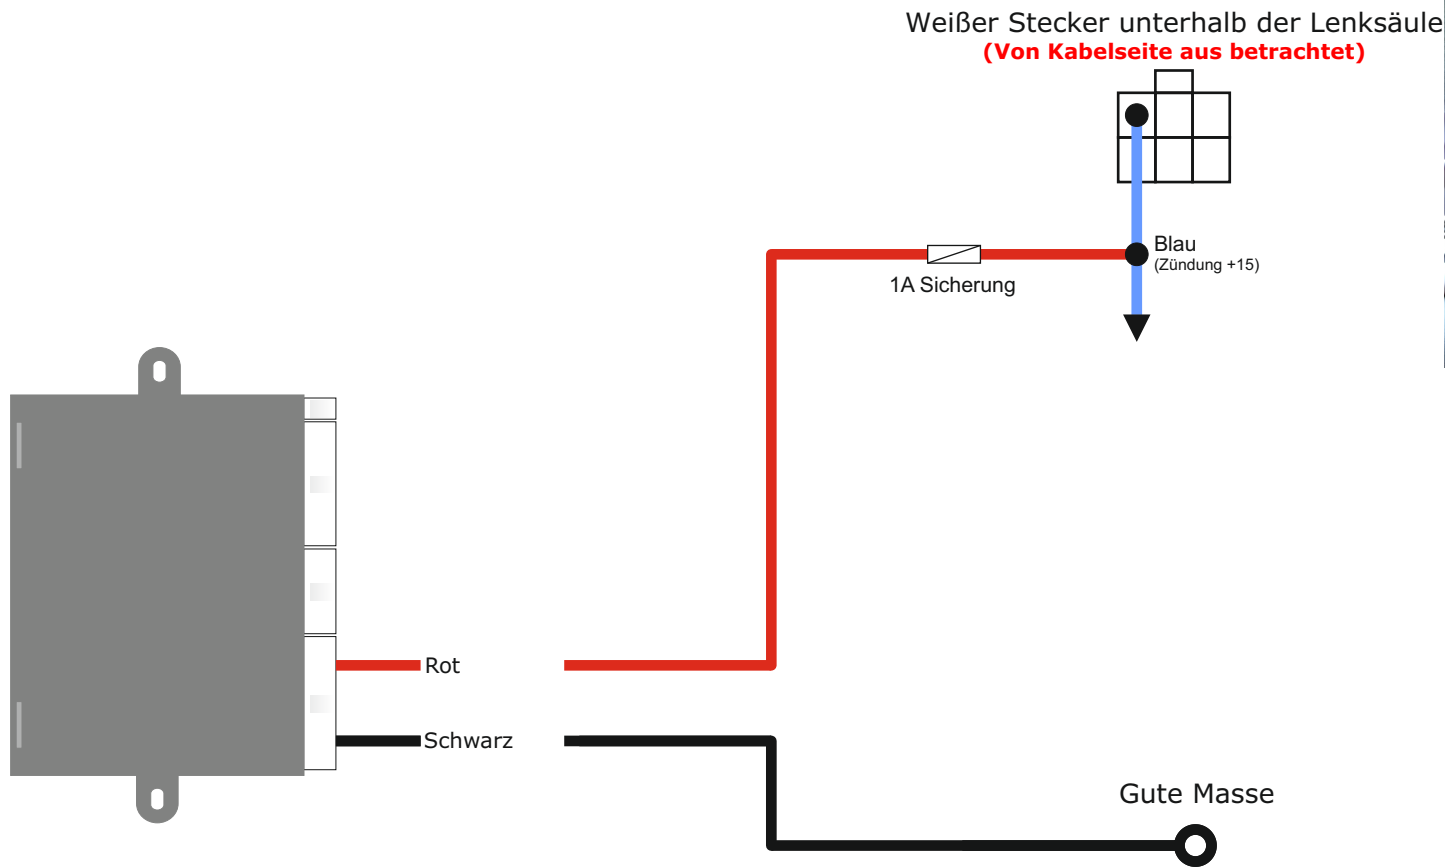 Weißer Stecker unterhalb der Lenksäule
(Von Kabelseite aus betrachtet)
Blau
(Zündung +15)
1A Sicherung
Rot
Schwarz
Gute Masse